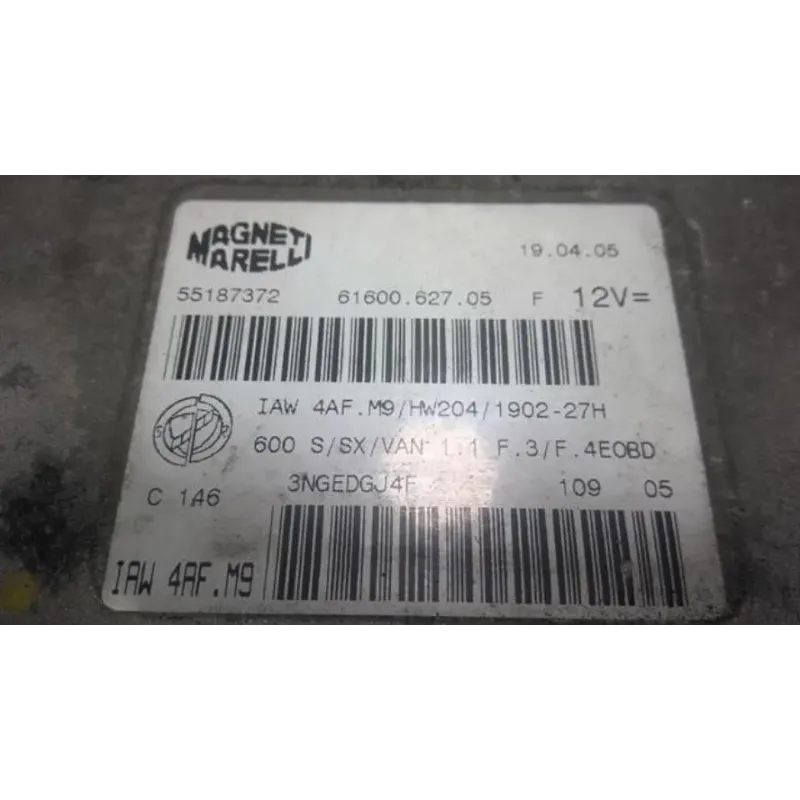 MAGNETI MARELLI
19.04.05
55187372 61600.627.05 F 12V=
IAW 4AF.M9/HW204/1902-27H
600 S/SX/VAN 1.1 F.3/F.4EOBD
C 146 3NGEDGJ4F 109 05
IAW 4AF.M9